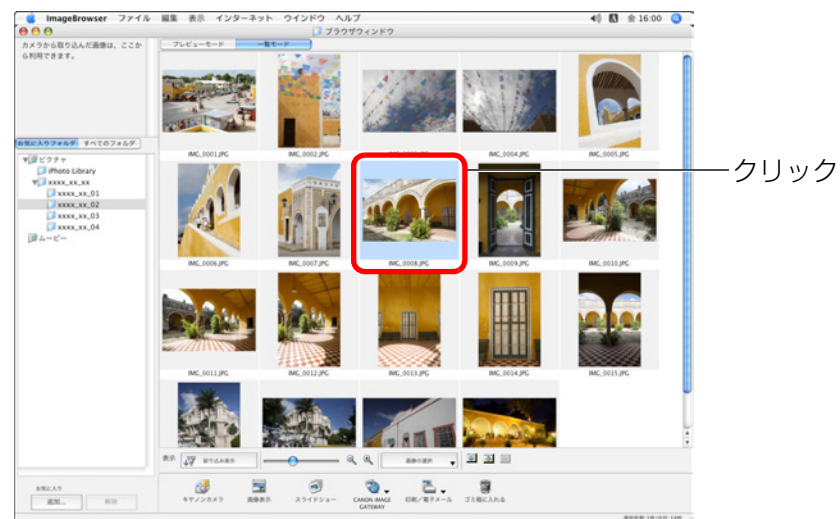 ImageBrowser ファイル 編集 表示 インターネット ウインドウ ヘルプ
金 16:00
ブラウザウィンドウ
カメラから取り込んだ画像は、ここから利用できます。
プレビューモード 一覧モード
お気に入りフォルダ すべてのフォルダ
ピクチャ
iPhoto Library
xxxx_xx_xx
xxxx_xx_01
xxxx_xx_02
xxxx_xx_03
xxxx_xx_04
ムービー
IMG_0001.JPG IMG_0002.JPG IMG_0004.JPG IMG_0005.JPG
クリック
IMG_0006.JPG IMG_0007.JPG IMG_0008.JPG IMG_0009.JPG IMG_0010.JPG
IMG_0011.JPG IMG_0012.JPG IMG_0013.JPG IMG_0014.JPG IMG_0015.JPG
表示 絞り込み表示 画像の選択
お気に入り
追加... 削除
キヤノンカメラ 画像表示 スライドショー CANON IMAGE GATEWAY 印刷/電子メール ゴミ箱に入れる